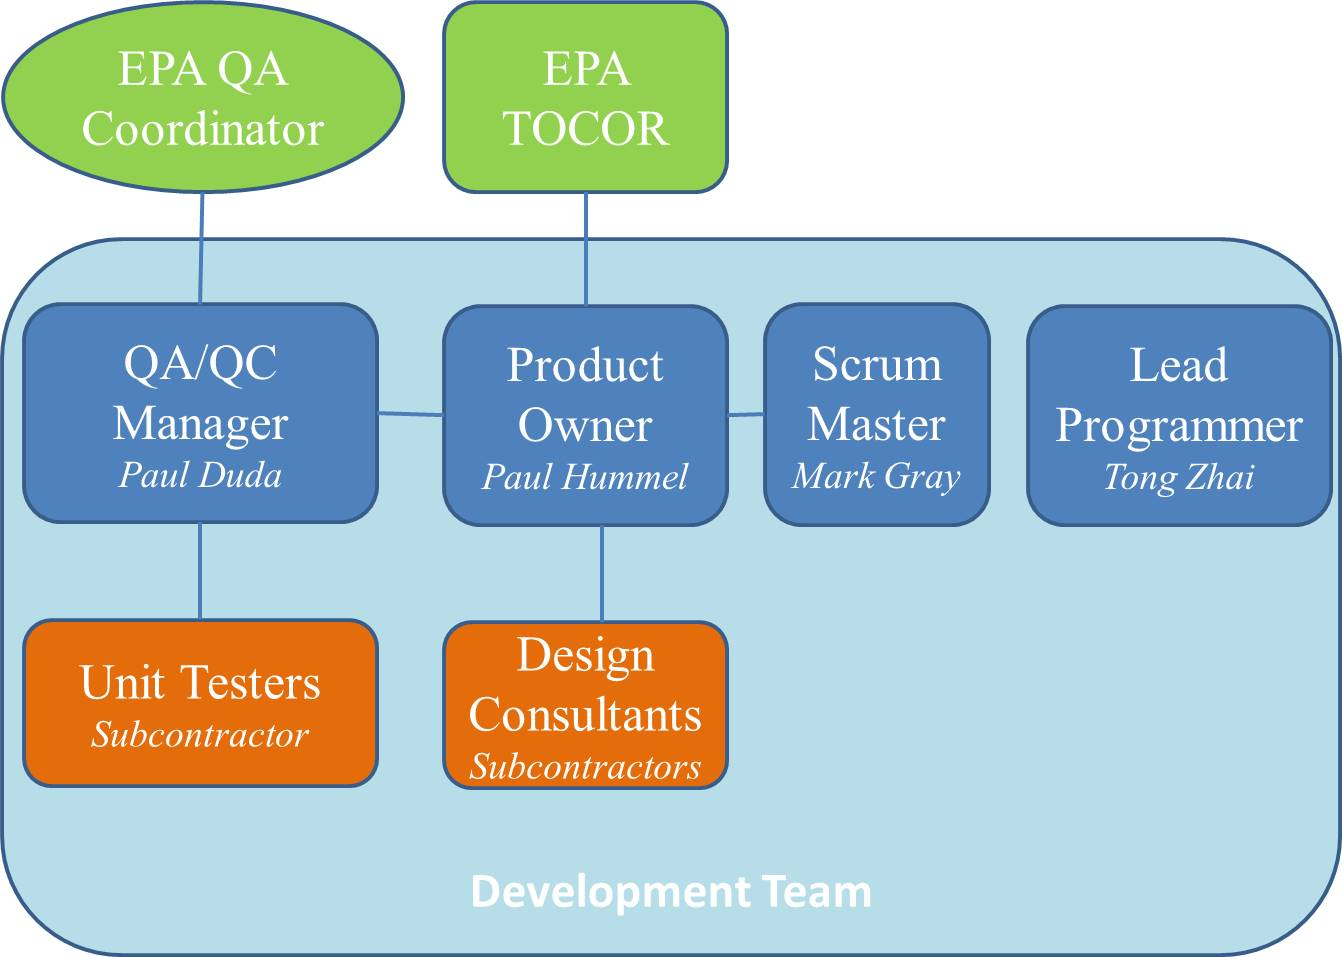 EPA QA
Coordinator
EPA
TOCOR
QA/QC
Manager
Paul Duda
Product
Owner
Paul Hummel
Scrum
Master
Mark Gray
Lead
Programmer
Tong Zhai
Unit Testers
Subcontractor
Design
Consultants
Subcontractors
Development Team